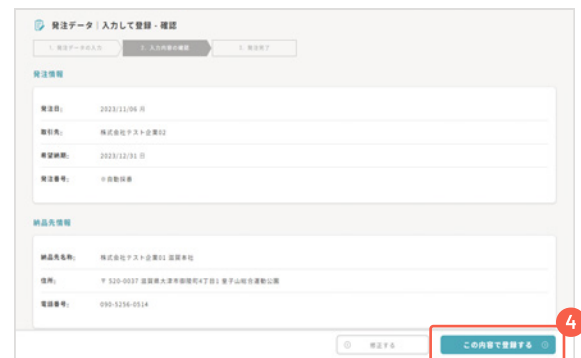 発注データ｜入力して登録 - 確認
1. 発注データの入力
2. 入力内容の確認
3. 発注完了
発注情報
発注日: 2023/11/06 月
取引先: 株式会社テスト企業02
希望納期: 2023/12/31 日
発注番号: ※自動採番
納品先情報
納品先名称: 株式会社テスト企業01 滋賀本社
住所: 〒 520-0037 滋賀県大津市御陵町4丁目1 皇子山総合運動公園
電話番号: 090-5256-0514
4
修正する
この内容で登録する